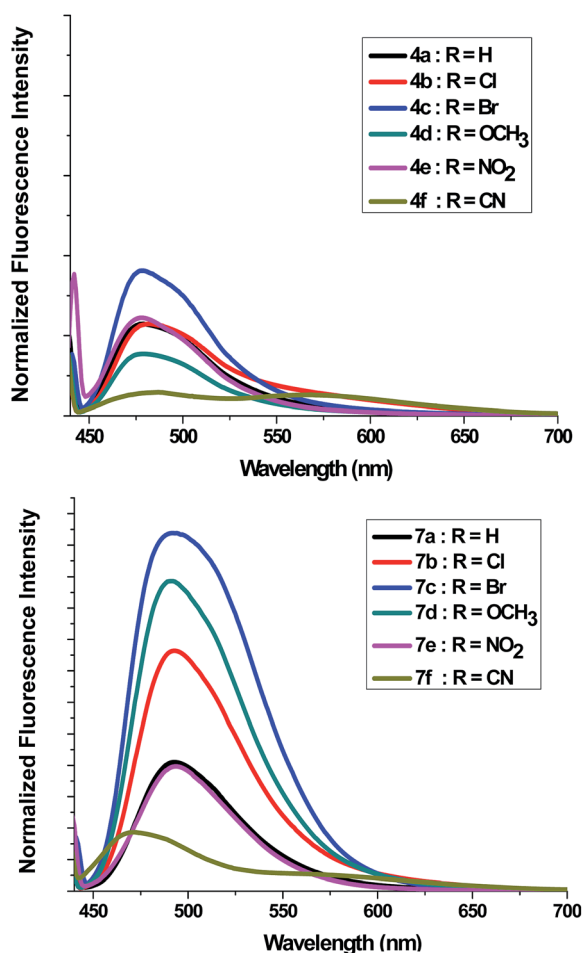 Normalized Fluorescence Intensity
4a : R = H
4b : R = Cl
4c : R = Br
4d : R = OCH3
4e : R = NO2
4f : R = CN
450 500 550 600 650 700
Wavelength (nm)
Normalized Fluorescence Intensity
7a : R = H
7b : R = Cl
7c : R = Br
7d : R = OCH3
7e : R = NO2
7f : R = CN
450 500 550 600 650 700
Wavelength (nm)